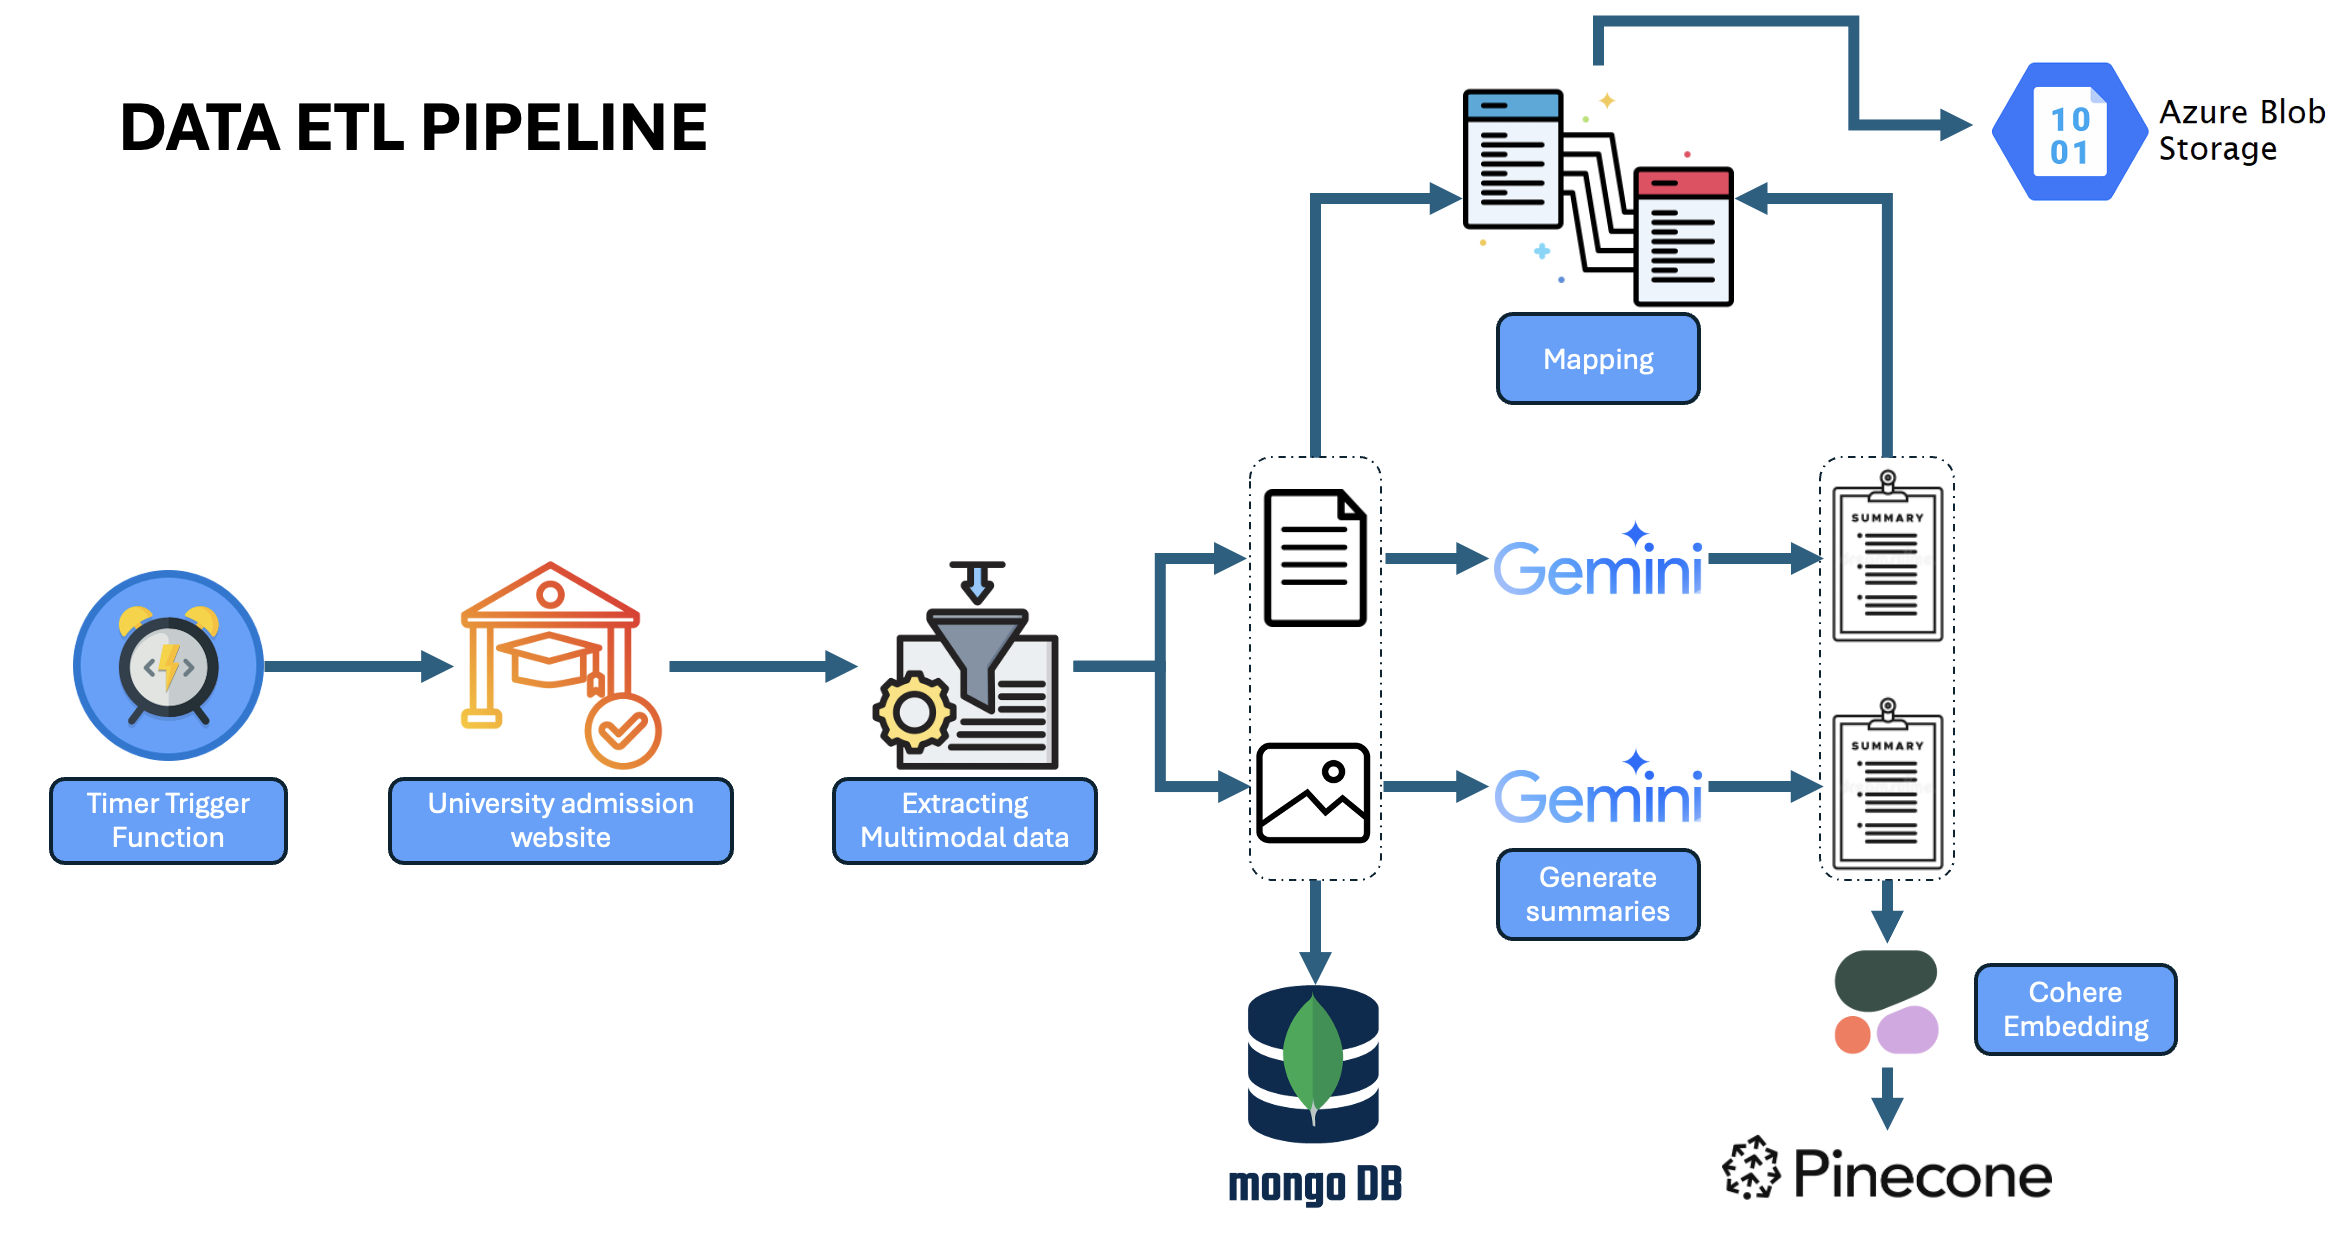 DATA ETL PIPELINE
10
01
Azure Blob
Storage
Mapping
SUMMARY
Gemini
Timer Trigger
Function
University admission
website
Extracting
Multimodal data
Gemini
SUMMARY
Generate
summaries
Cohere
Embedding
mongo DB
Pinecone